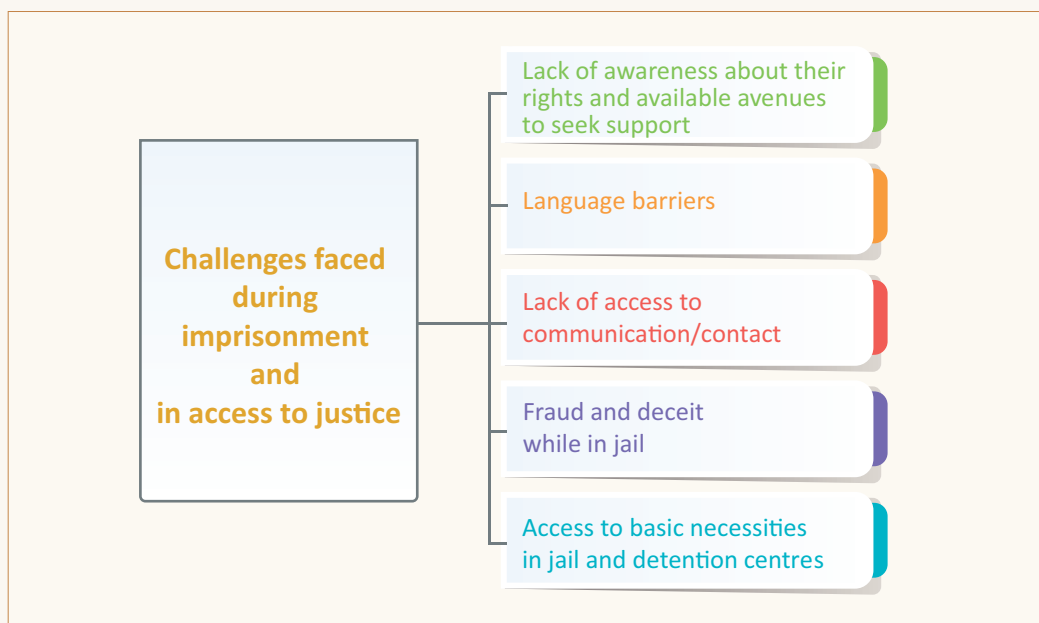 Challenges faced
during
imprisonment
and
in access to justice
Lack of awareness about their
rights and available avenues
to seek support
Language barriers
Lack of access to
communication/contact
Fraud and deceit
while in jail
Access to basic necessities
in jail and detention centres